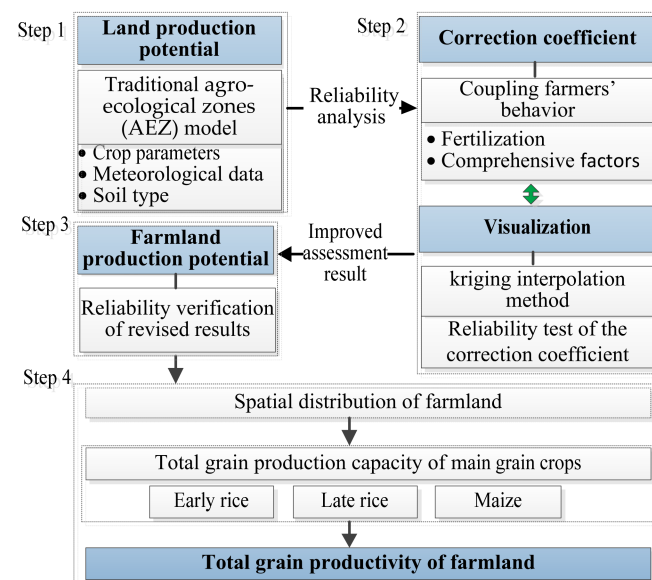 Step 1
Land production
potential
Traditional agro-
ecological zones
(AEZ) model
• Crop parameters
• Meteorological data
• Soil type
Reliability
analysis
Step 2
Correction coefficient
Coupling farmers'
behavior
• Fertilization
• Comprehensive factors
Visualization
kriging interpolation
method
Reliability test of the
correction coefficient
Improved
assessment
result
Step 3
Farmland
production potential
Reliability verification
of revised results
Step 4
Spatial distribution of farmland
Total grain production capacity of main grain crops
Early rice
Late rice
Maize
Total grain productivity of farmland